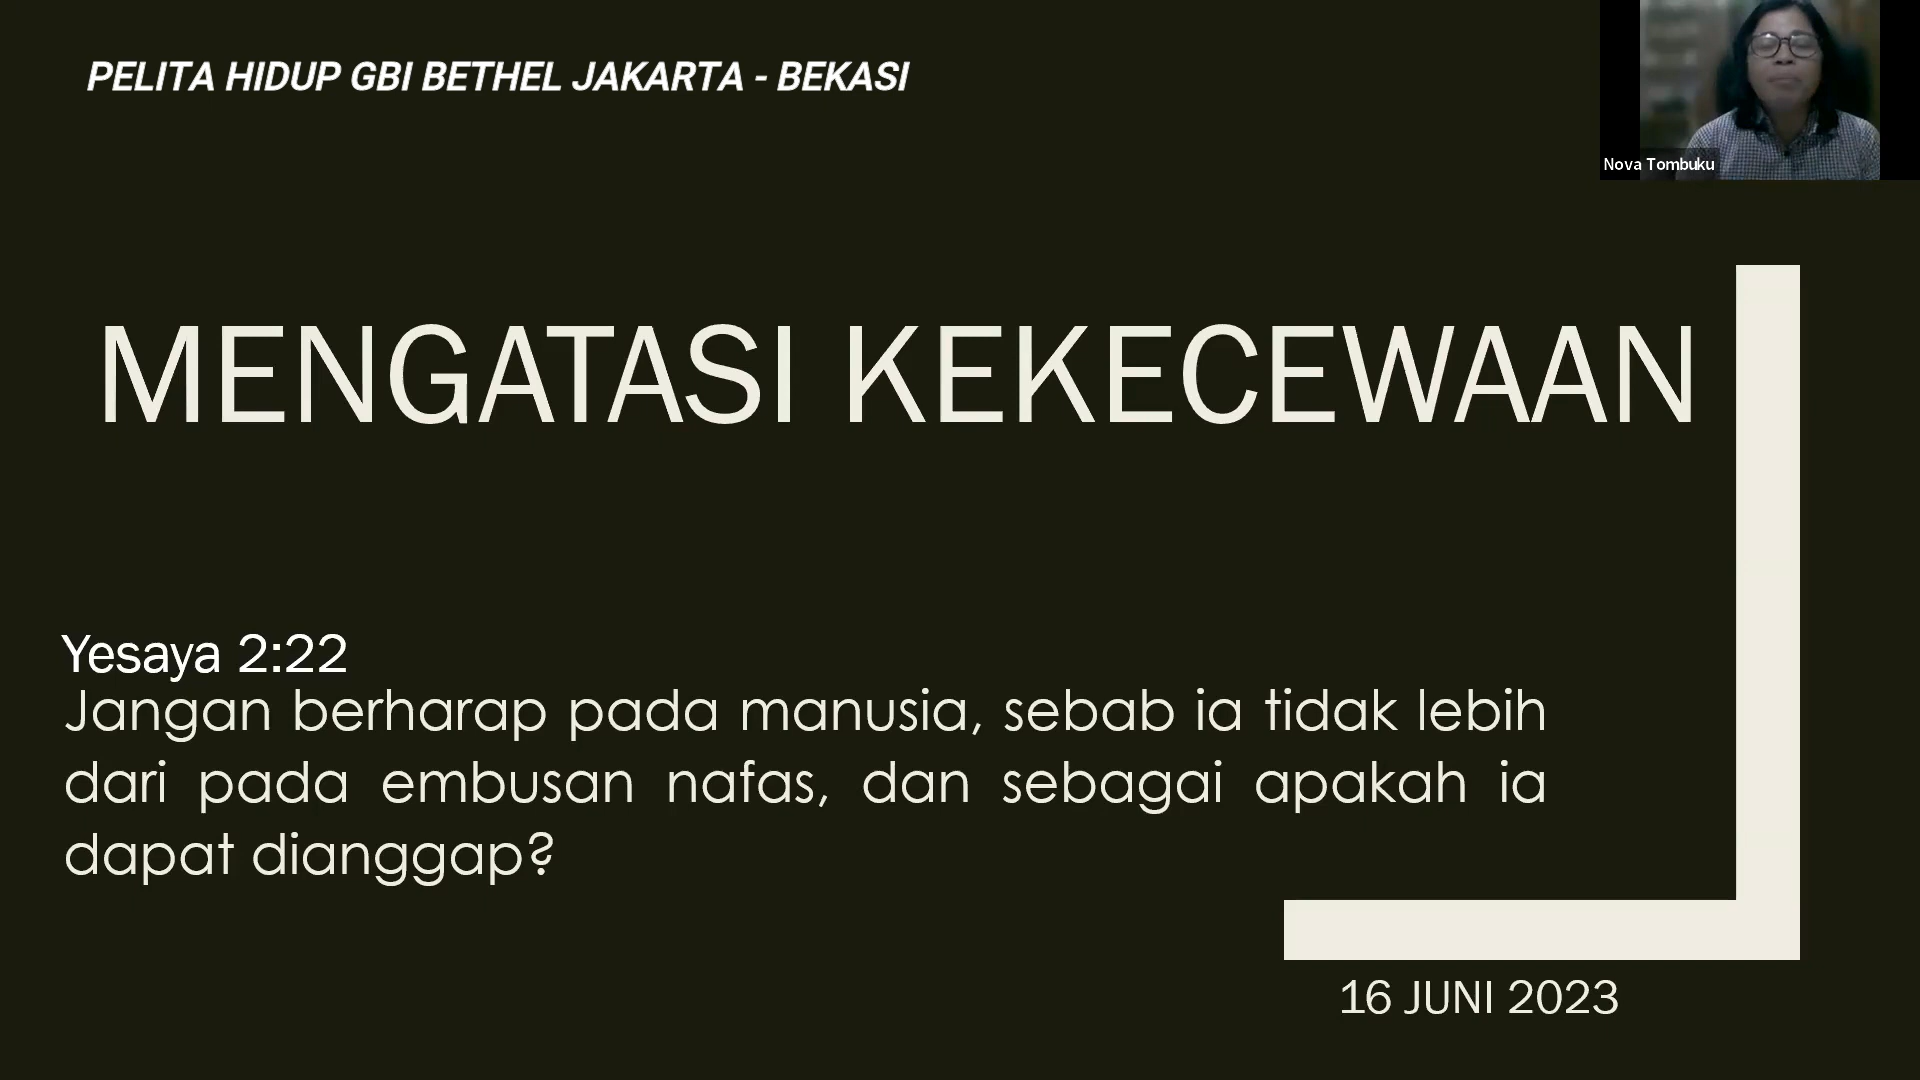 PELITA HIDUP GBI BETHEL JAKARTA - BEKASI
Nova Tombuku
MENGATASI KEKECEWAAN
Yesaya 2:22
Jangan berharap pada manusia, sebab ia tidak lebih
dari pada embusan nafas, dan sebagai apakah ia
dapat dianggap?
16 JUNI 2023